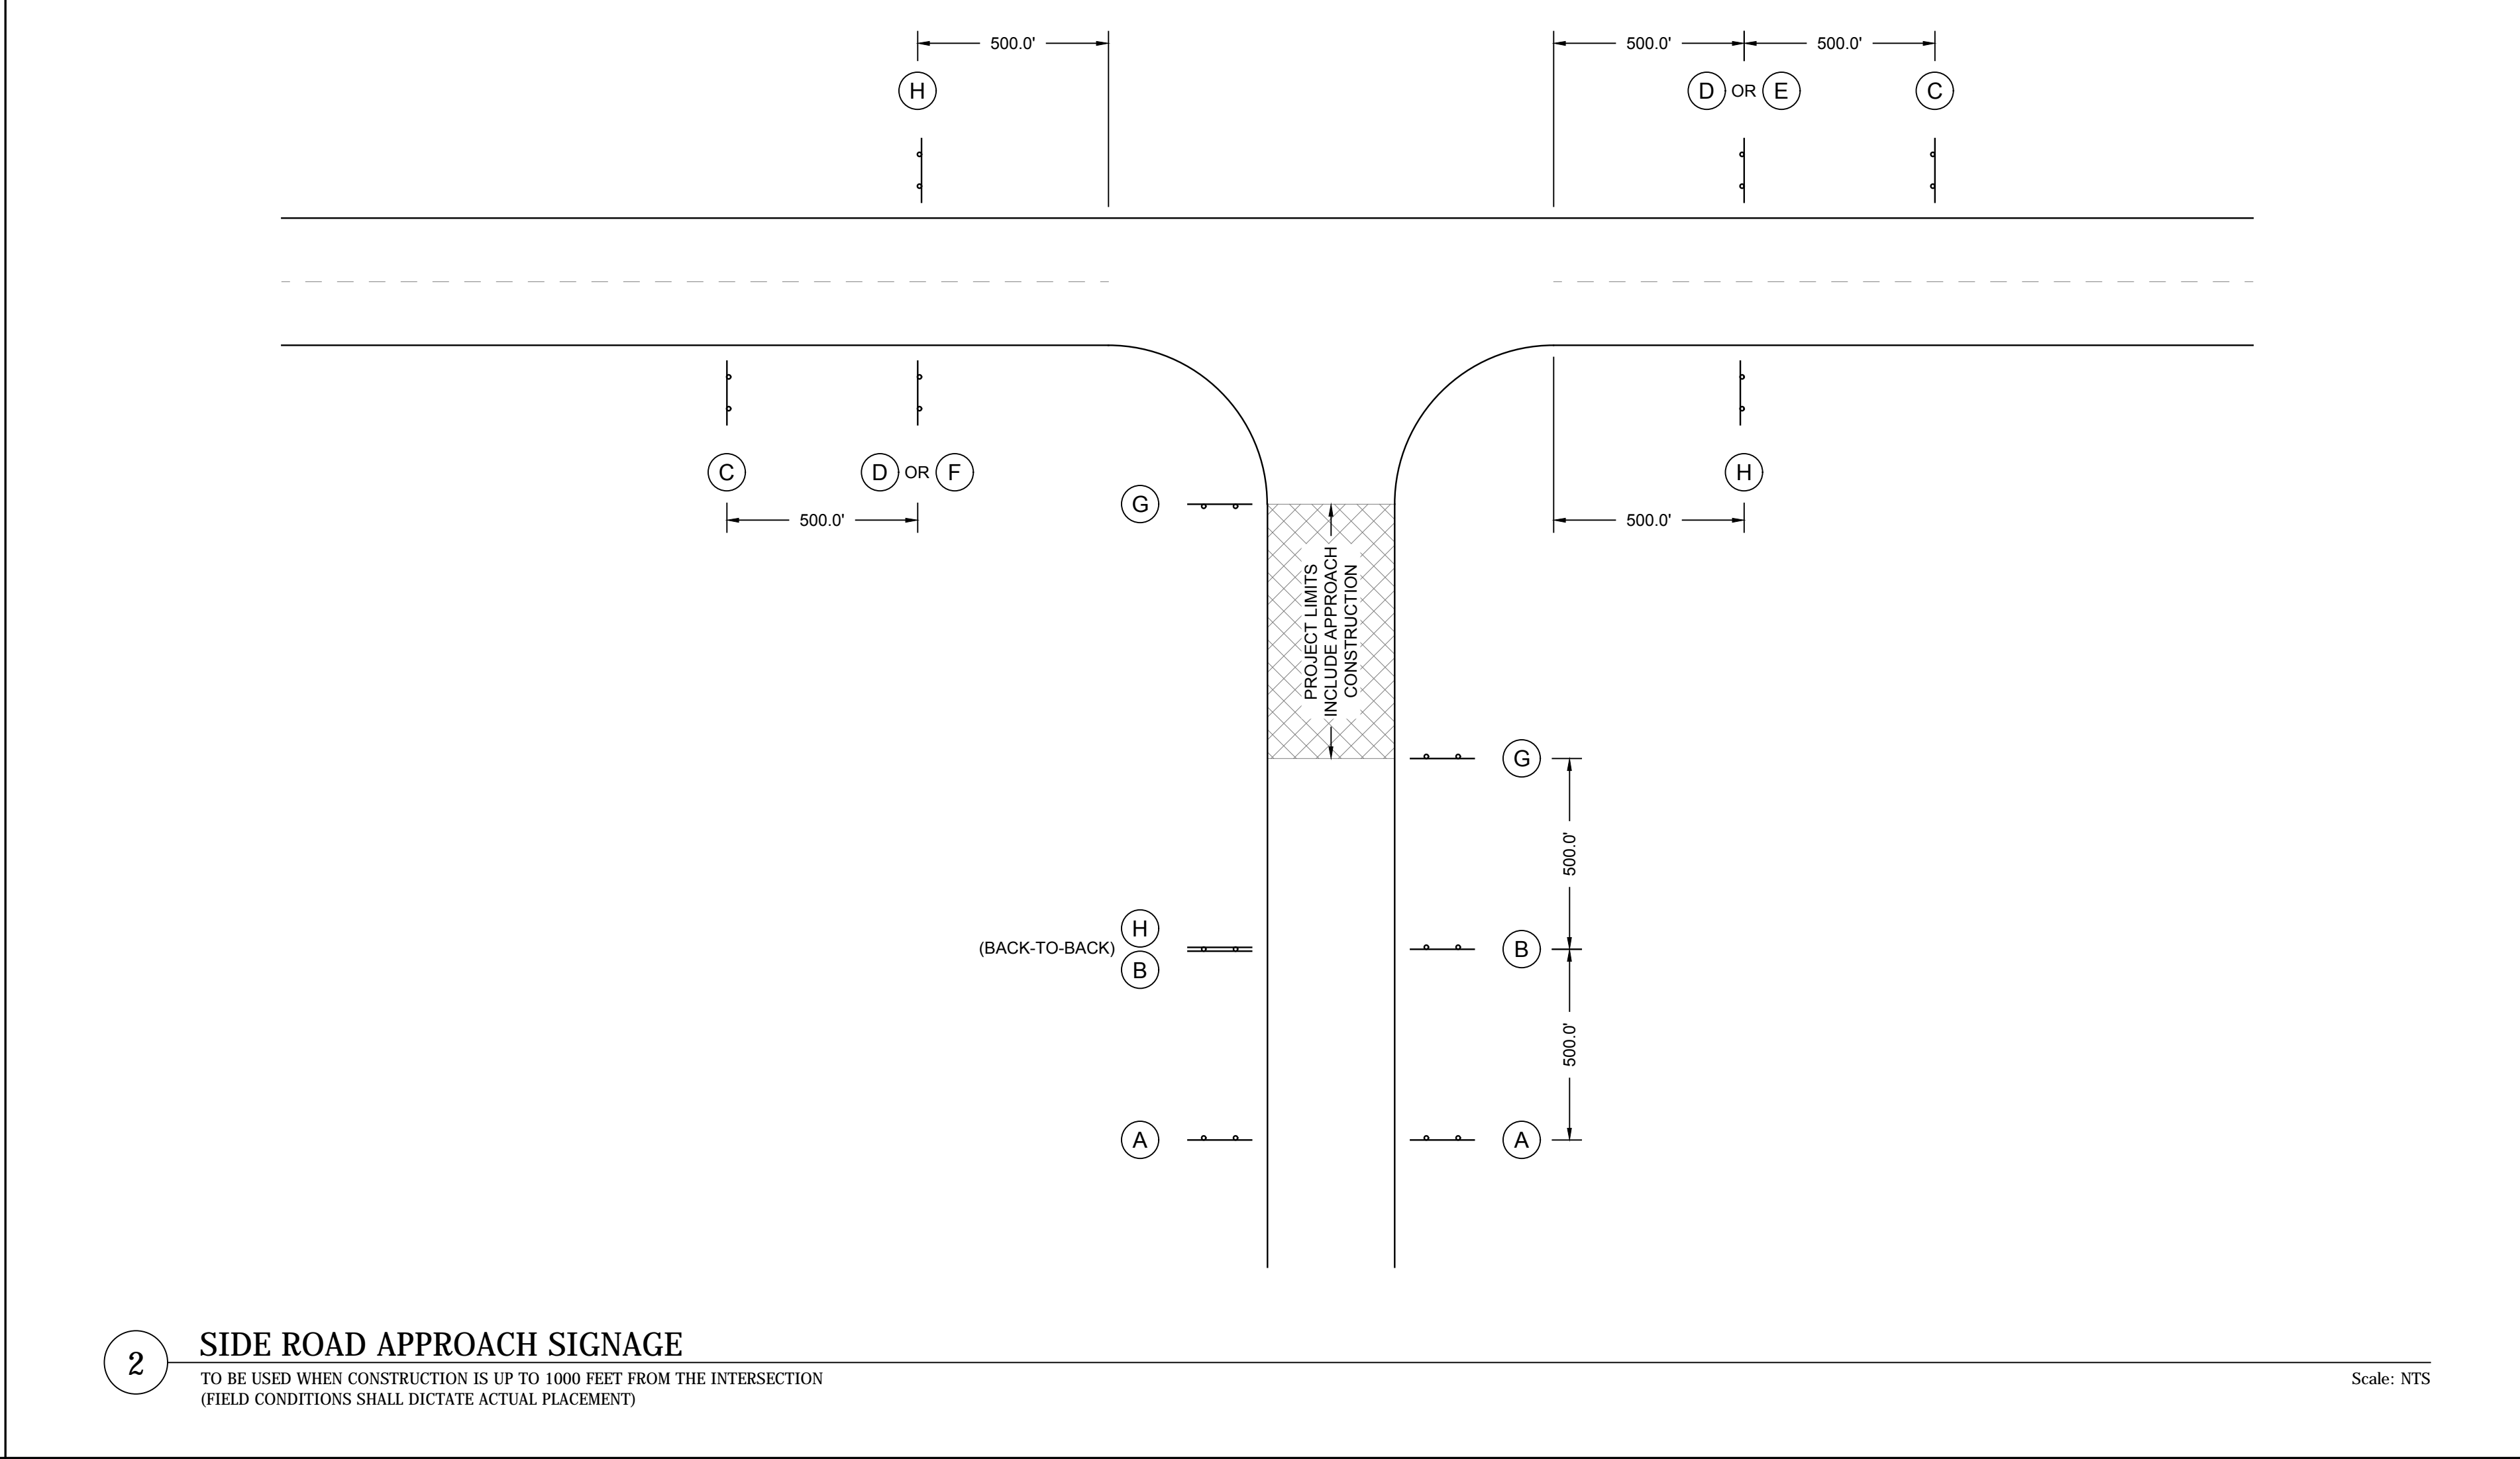 500.0'
500.0'
500.0'
H
D OR E
C
C
D OR F
H
G
500.0'
500.0'
PROJECT LIMITS
INCLUDE APPROACH
CONSTRUCTION
G
500.0'
H
(BACK-TO-BACK)
B
B
500.0'
A
A
2
SIDE ROAD APPROACH SIGNAGE
TO BE USED WHEN CONSTRUCTION IS UP TO 1000 FEET FROM THE INTERSECTION
(FIELD CONDITIONS SHALL DICTATE ACTUAL PLACEMENT)
Scale: NTS